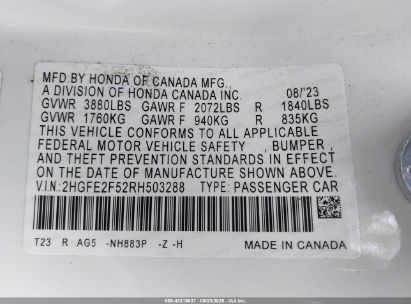 MFD.BY HONDA OF CANADA MFG.,
A DIVISION OF HONDA CANADA INC. 08/'23
GVWR 3880LBS GAWR F 2072LBS R 1840LBS
GVWR 1760KG GAWR F 940KG R 835KG
THIS VEHICLE CONFORMS TO ALL APPLICABLE
FEDERAL MOTOR VEHICLE SAFETY , BUMPER ,
AND THEFT PREVENTION STANDARDS IN EFFECT
ON THE DATE OF MANUFACTURE SHOWN ABOVE.
V.I.N.:2HGFE2F52RH503288 TYPE: PASSENGER CAR
T23 R AG5 -NH883P -Z -H MADE IN CANADA